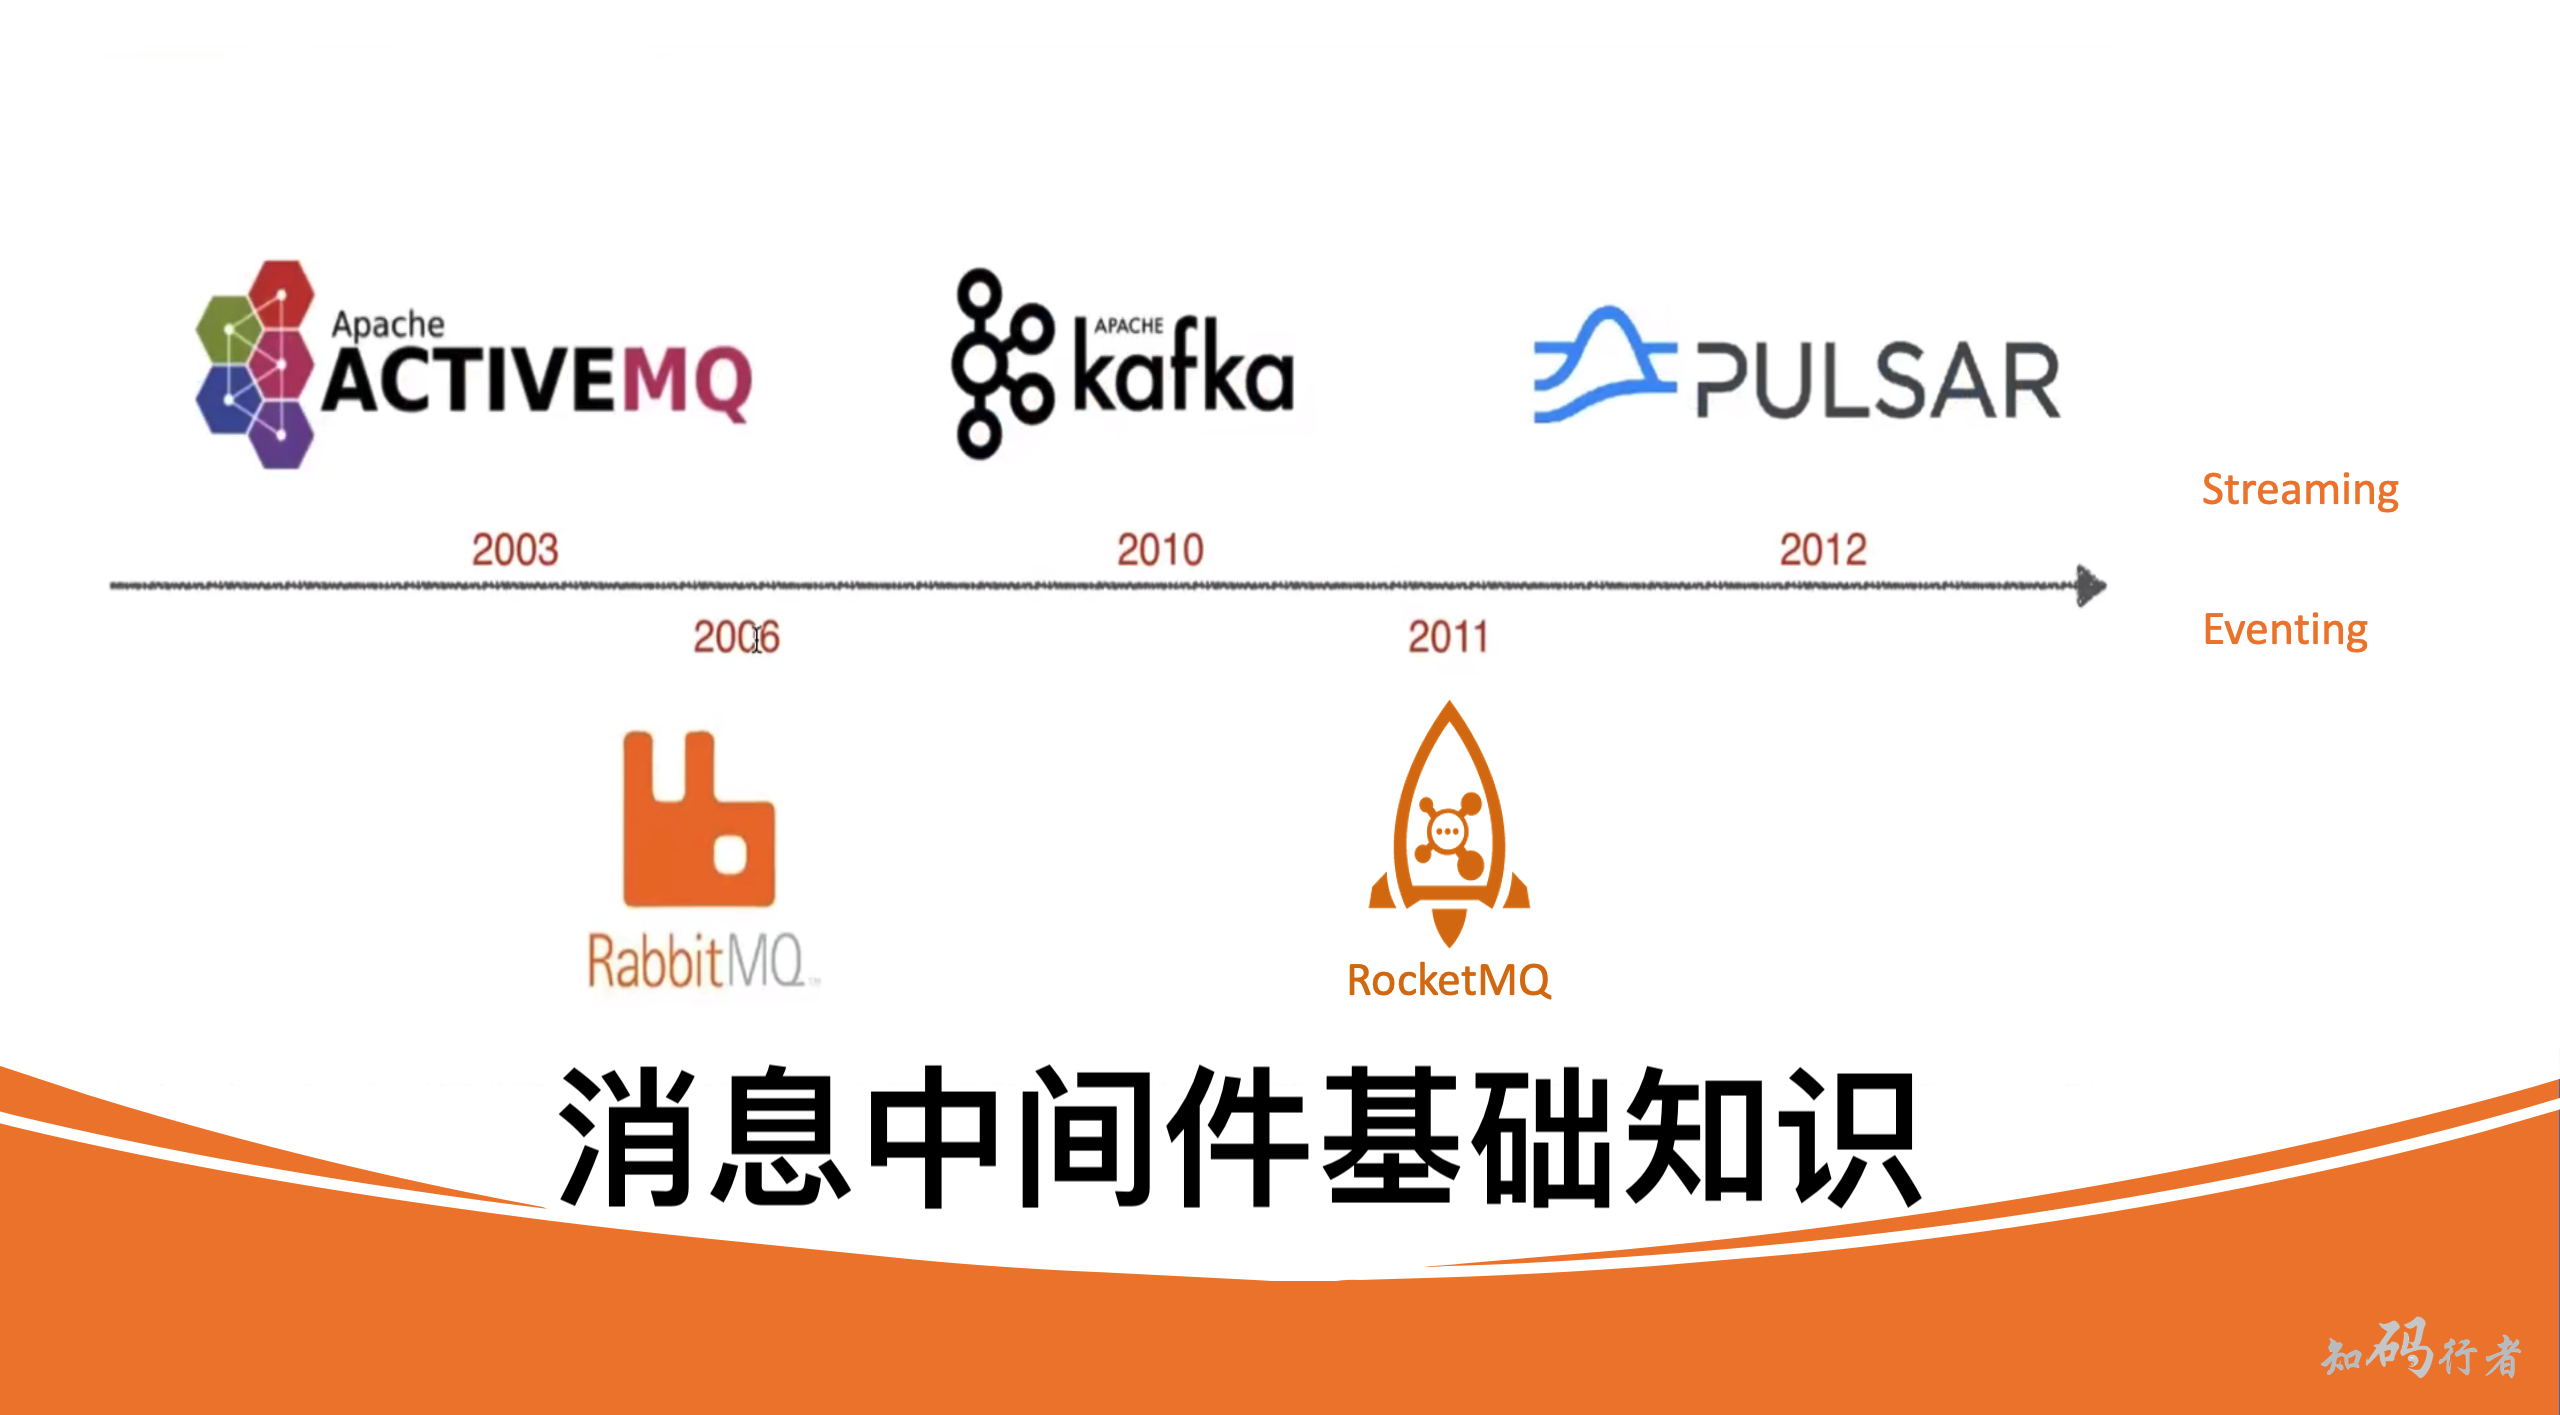 Apache
ACTIVEMQ
APACHE
kafka
PULSAR
Streaming
2003
2010
2012
2006
2011
Eventing
RabbitMQ™
RocketMQ
消息中间件基础知识
知码行者